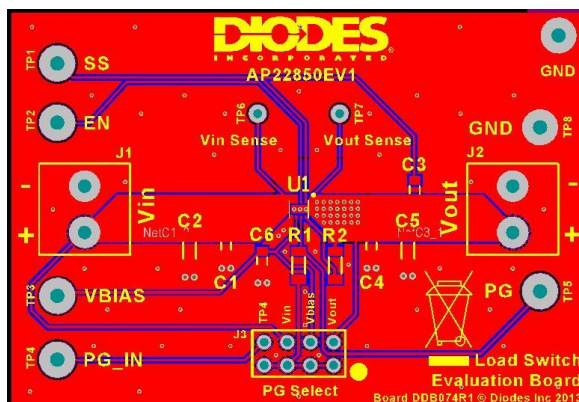 DIODES
INCORPORATED®
AP22850EV1
TP1
SS
TP2
EN
TP6
Vin Sense
TP7
Vout Sense
GND
GND
TP8
J1
-
+
Vin
U1
C3
J2
-
+
Vout
NetC1
C2
C6
R1
R2
C5
C1
C4
TP3
VBIAS
TP4
PG_IN
J3
TP4
Vin
Vbias
Vout
PG Select
PG
TP5
Load Switch
Evaluation Board
Board DDB074R1 © Diodes Inc 2013